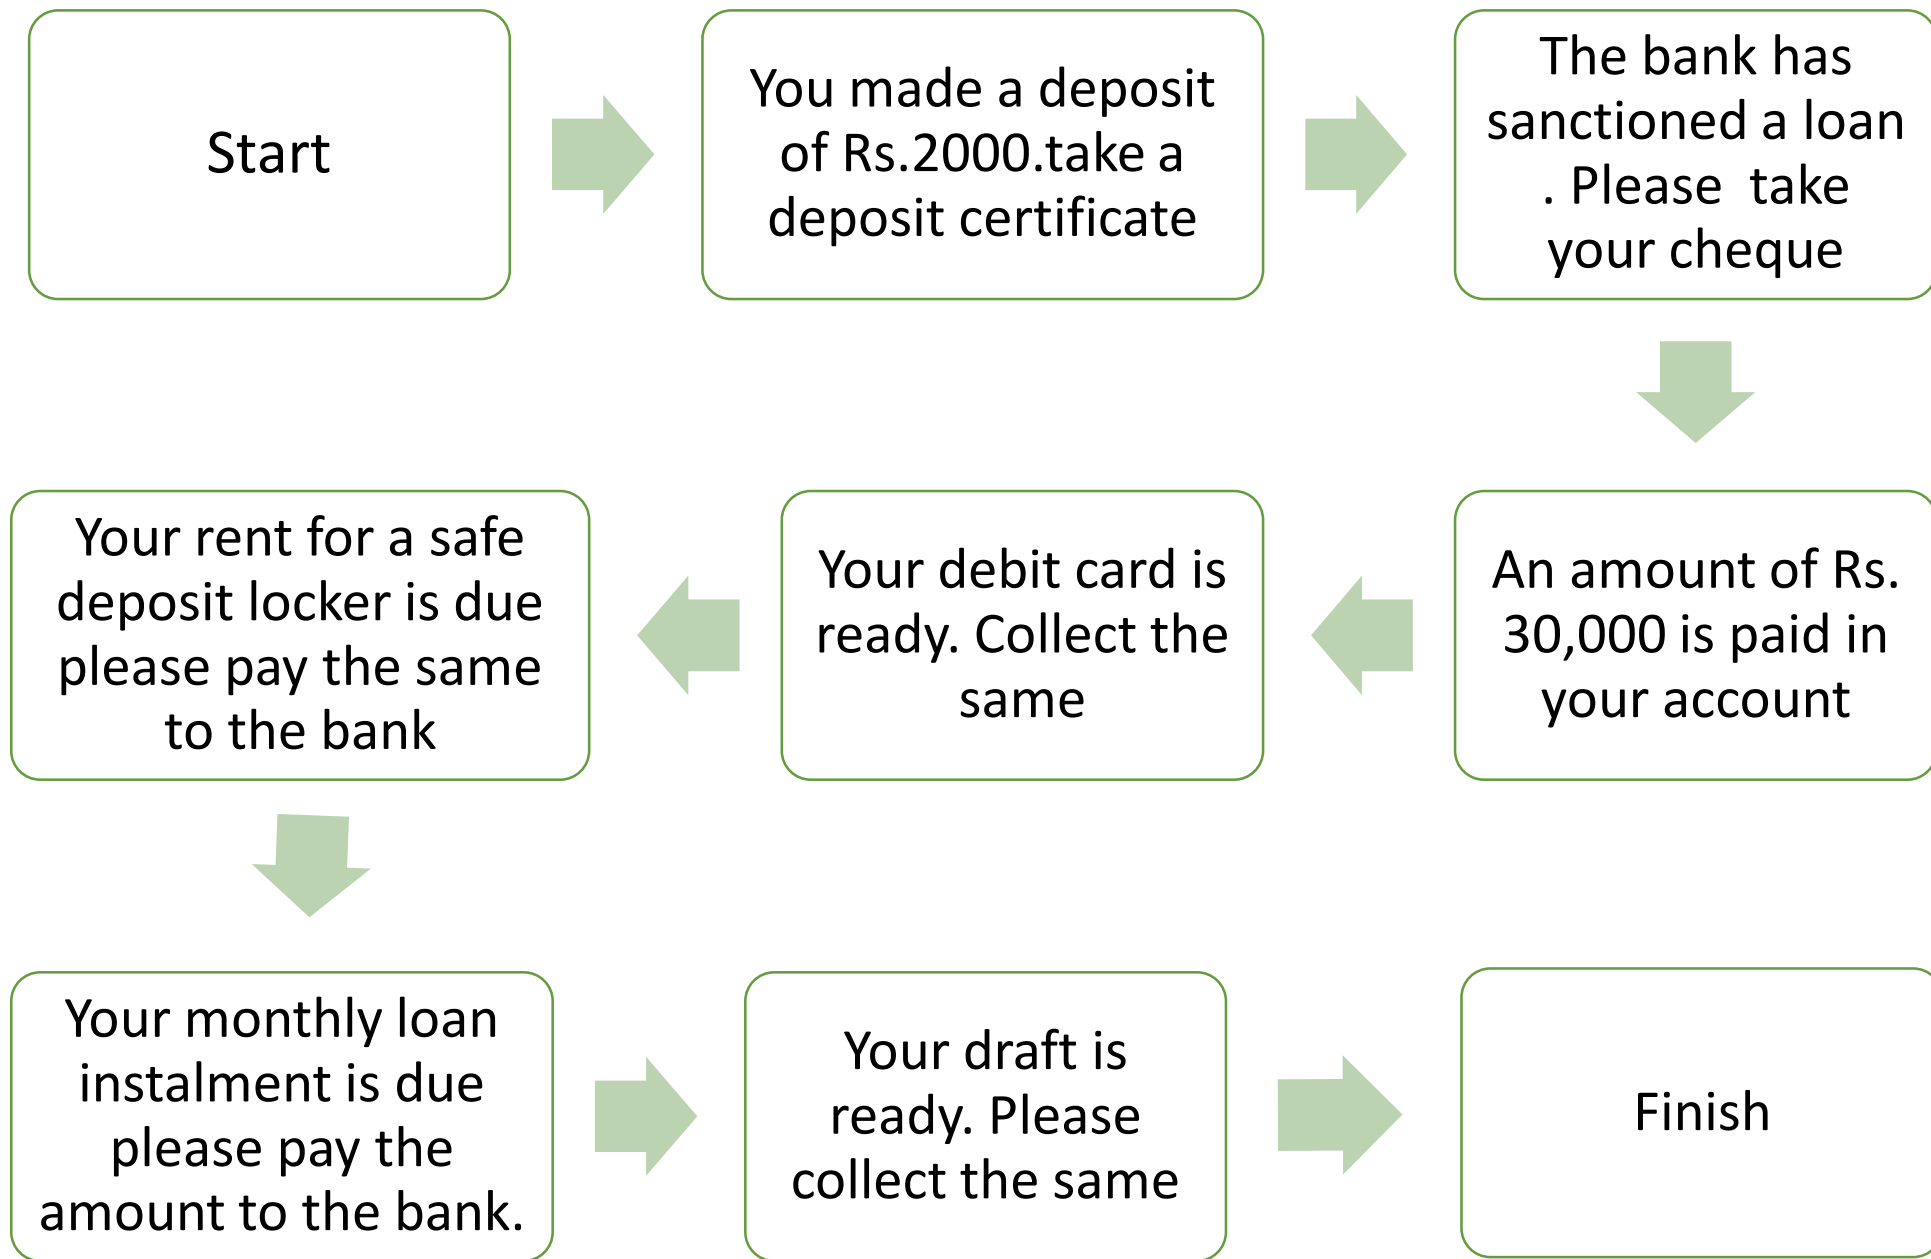 Start
You made a deposit
of Rs.2000.take a
deposit certificate
The bank has
sanctioned a loan
. Please  take
your cheque
An amount of Rs.
30,000 is paid in
your account
Your debit card is
ready. Collect the
same
Your rent for a safe
deposit locker is due
please pay the same
to the bank
Your monthly loan
instalment is due
please pay the
amount to the bank.
Your draft is
ready. Please
collect the same
Finish